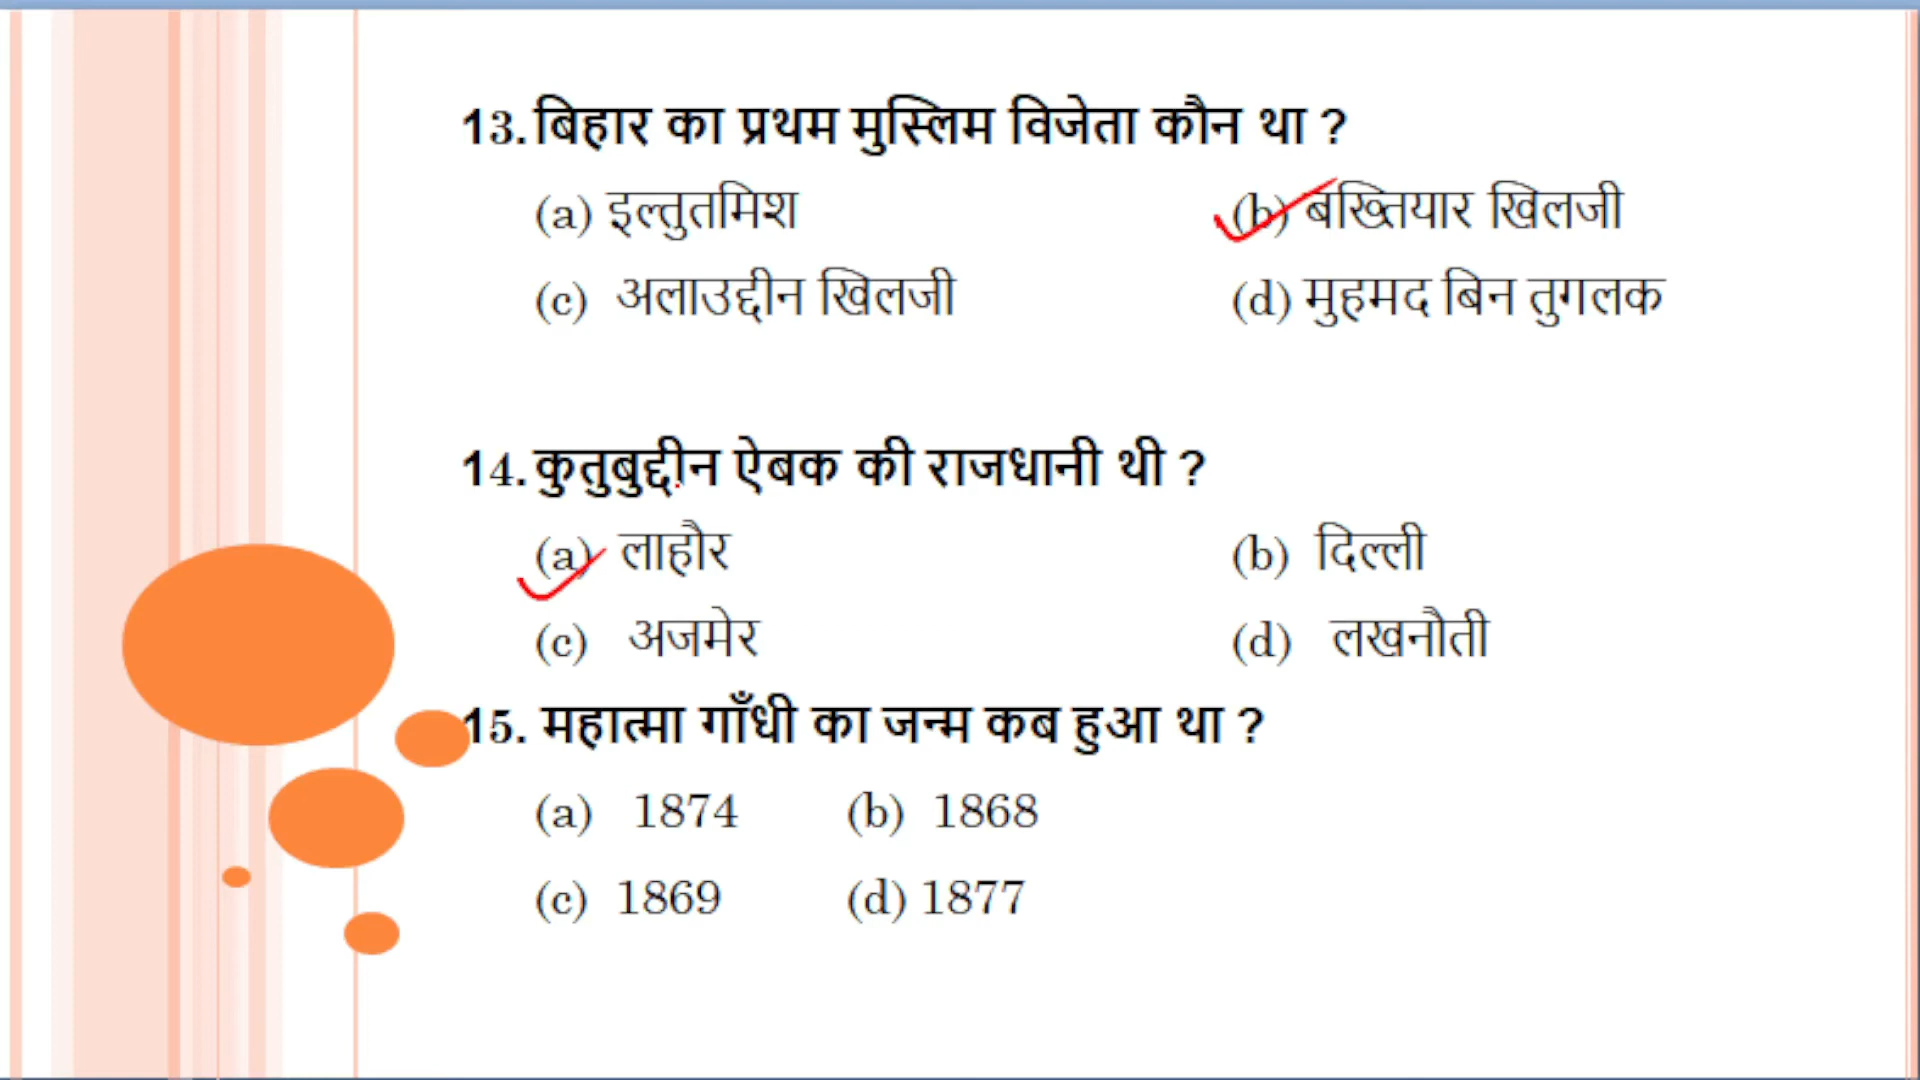 13. बिहार का प्रथम मुस्लिम विजेता कौन था ?
(a) इल्तुतमिश (b) बख्तियार खिलजी
(c) अलाउद्दीन खिलजी (d) मुहमद बिन तुगलक
14. कुतुबुद्दीन ऐबक की राजधानी थी ?
(a) लाहौर (b) दिल्ली
(c) अजमेर (d) लखनौती
15. महात्मा गाँधी का जन्म कब हुआ था ?
(a) 1874 (b) 1868
(c) 1869 (d) 1877